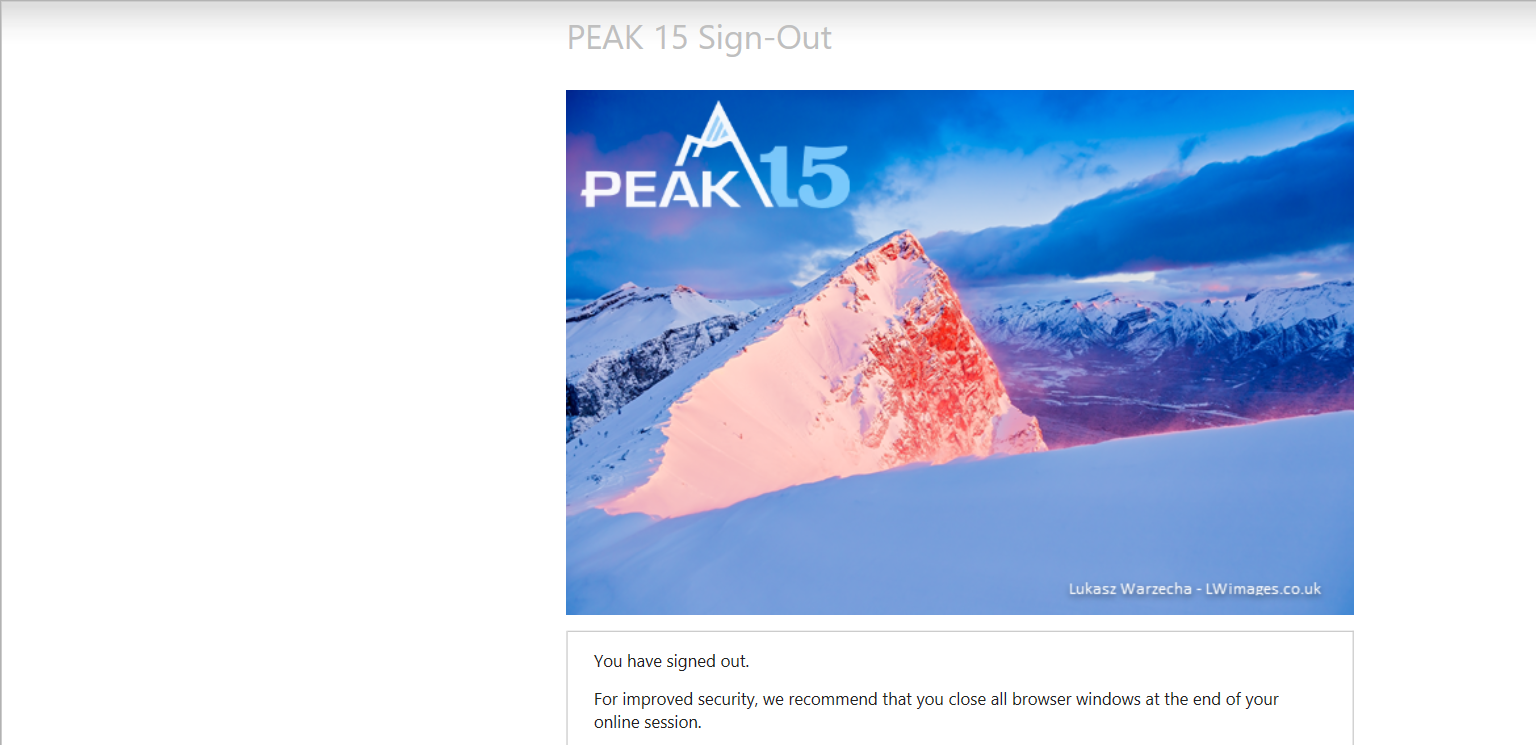 PEAK 15 Sign-Out
PEAK 15
Lukasz Warzecha - LWimages.co.uk
You have signed out.
For improved security, we recommend that you close all browser windows at the end of your
online session.